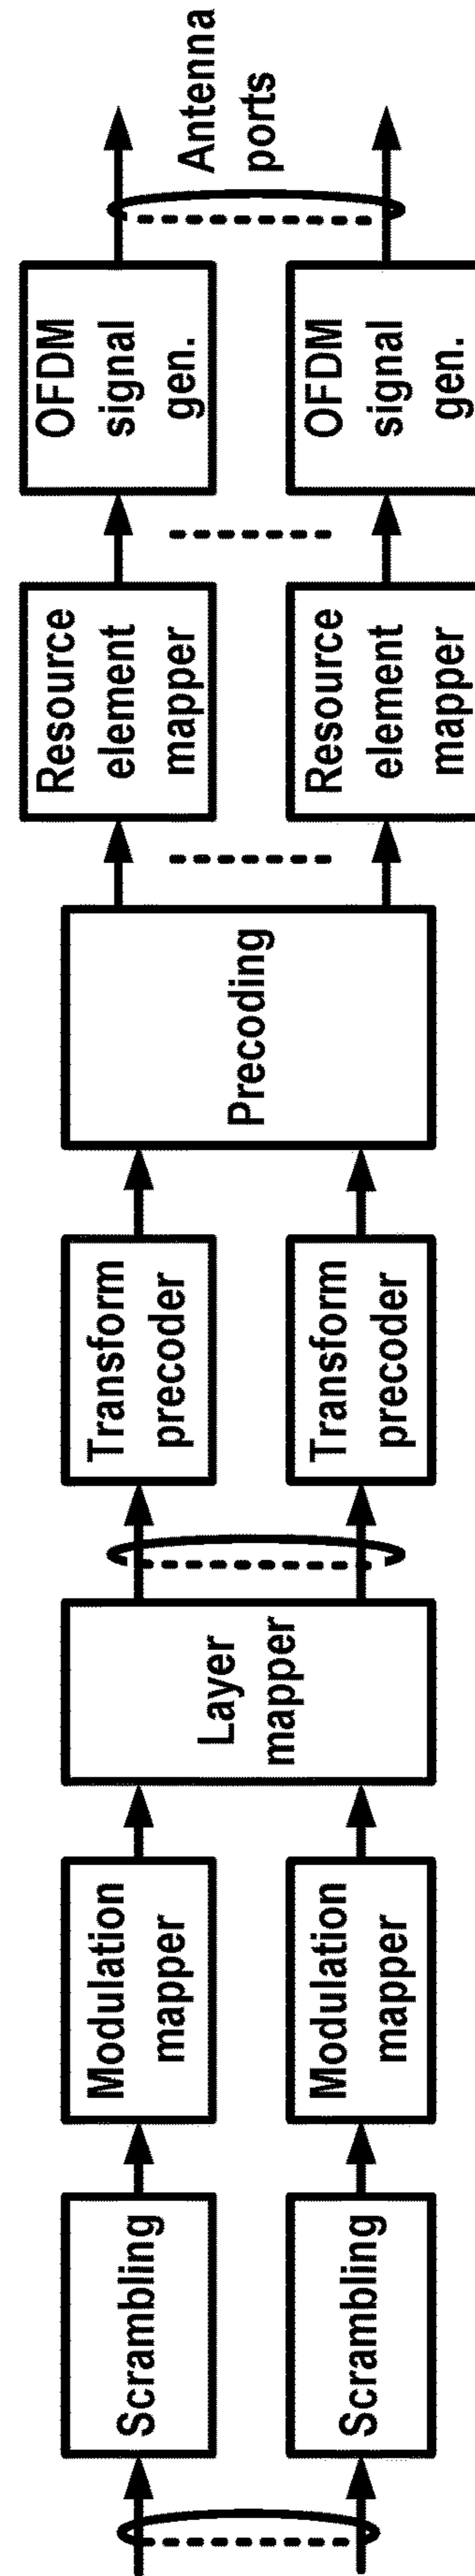 Scrambling
Scrambling
Modulation
mapper
Modulation
mapper
Layer
mapper
Transform
precoder
Transform
precoder
Precoding
Resource
element
mapper
Resource
element
mapper
OFDM
signal
gen.
OFDM
signal
gen.
Antenna
ports